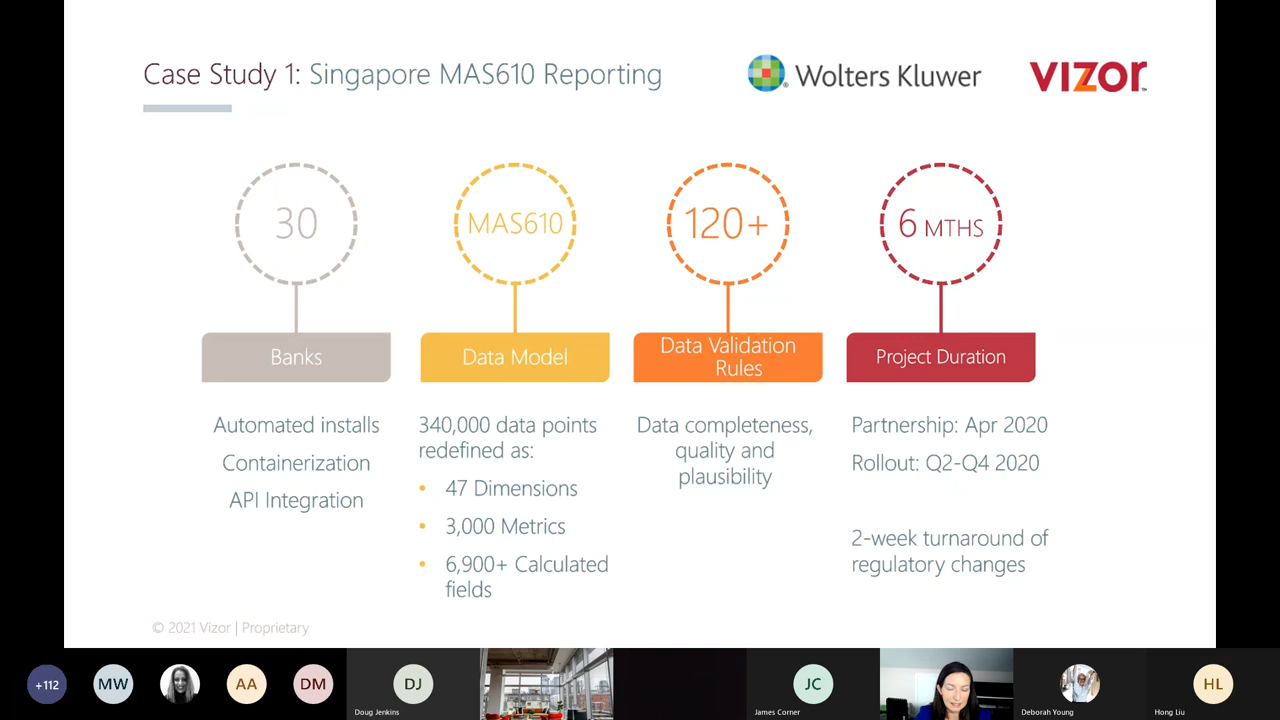 Case Study 1: Singapore MAS610 Reporting
Wolters Kluwer
VIZOR™
30
MAS610
120+
6 MTHS
Banks
Data Model
Data Validation
Rules
Project Duration
Automated installs
Containerization
API Integration
340,000 data points
redefined as:
• 47 Dimensions
• 3,000 Metrics
• 6,900+ Calculated
fields
Data completeness,
quality and
plausibility
Partnership: Apr 2020
Rollout: Q2-Q4 2020
2-week turnaround of
regulatory changes
© 2021 Vizor | Proprietary
+112
MW
AA
DM
DJ
Doug Jenkins
JC
James Corner
Deborah Young
HL
Hong Liu